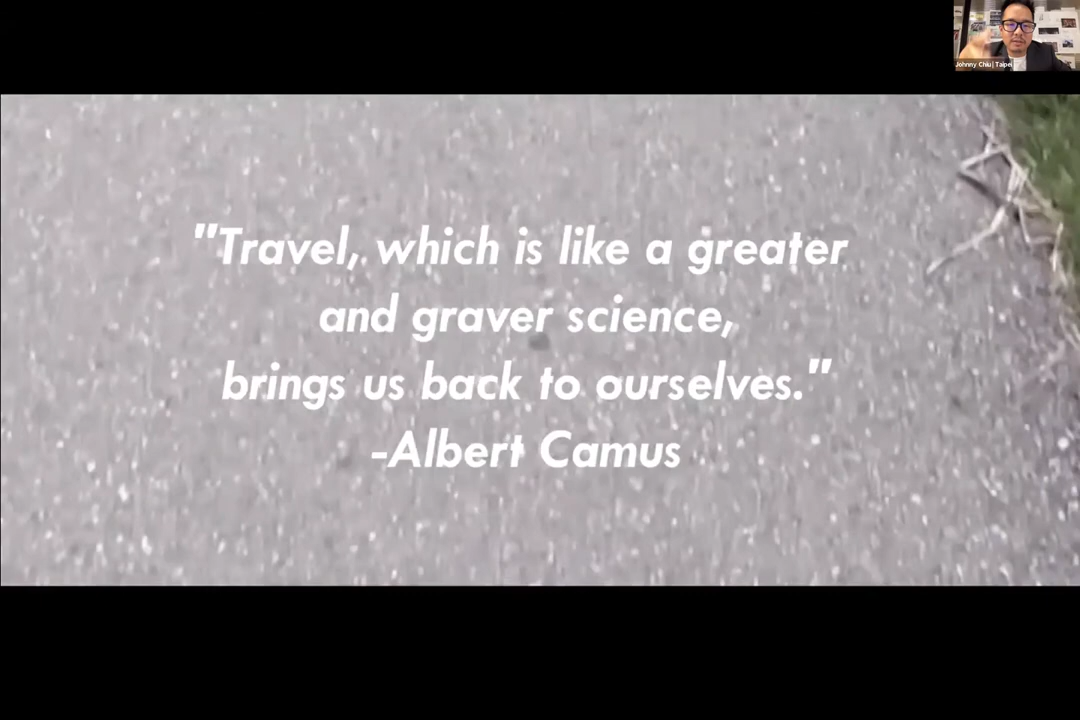 Johnny Chiu | Taipei
"Travel, which is like a greater
and graver science,
brings us back to ourselves."
-Albert Camus